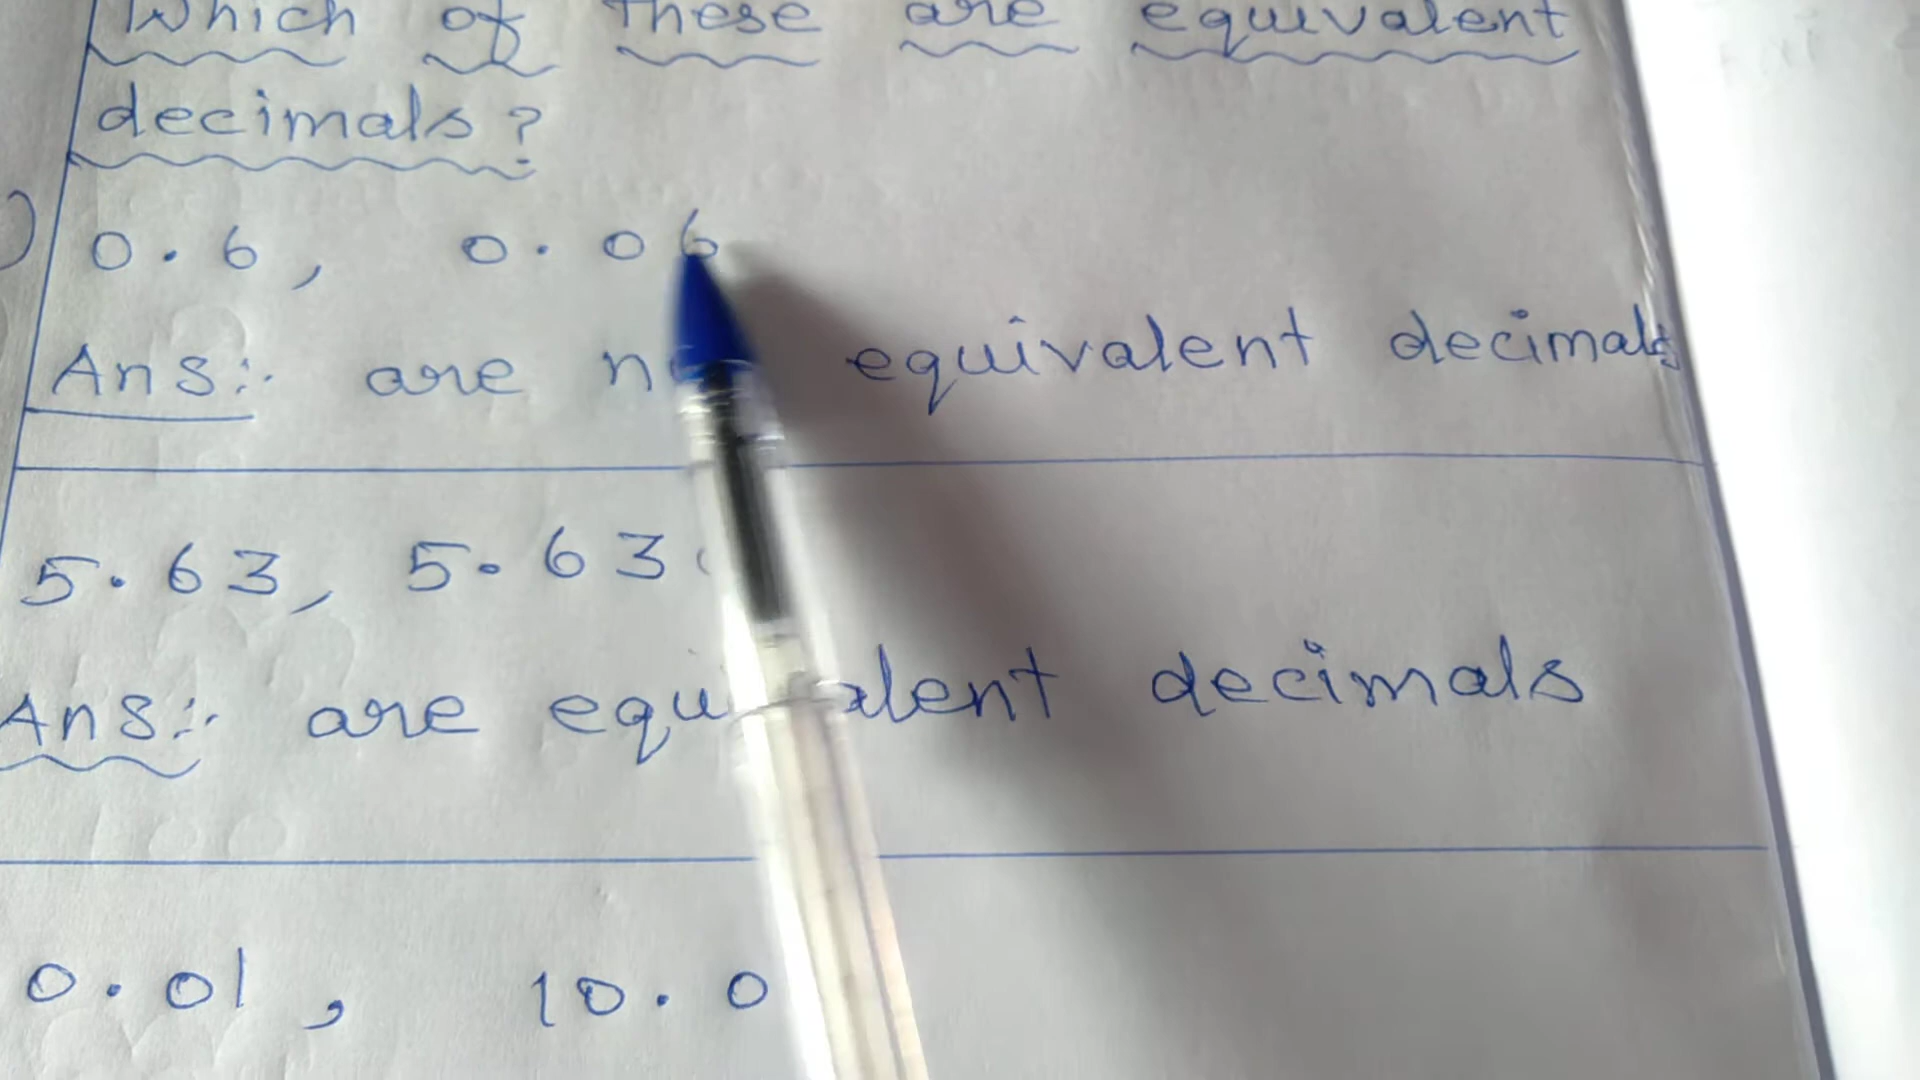 Which of these are equivalent
decimals?
0.6, 0.06
Ans:. are equivalent decimals
5.63, 5.63
Ans:. are decimals
0.01, 10.0